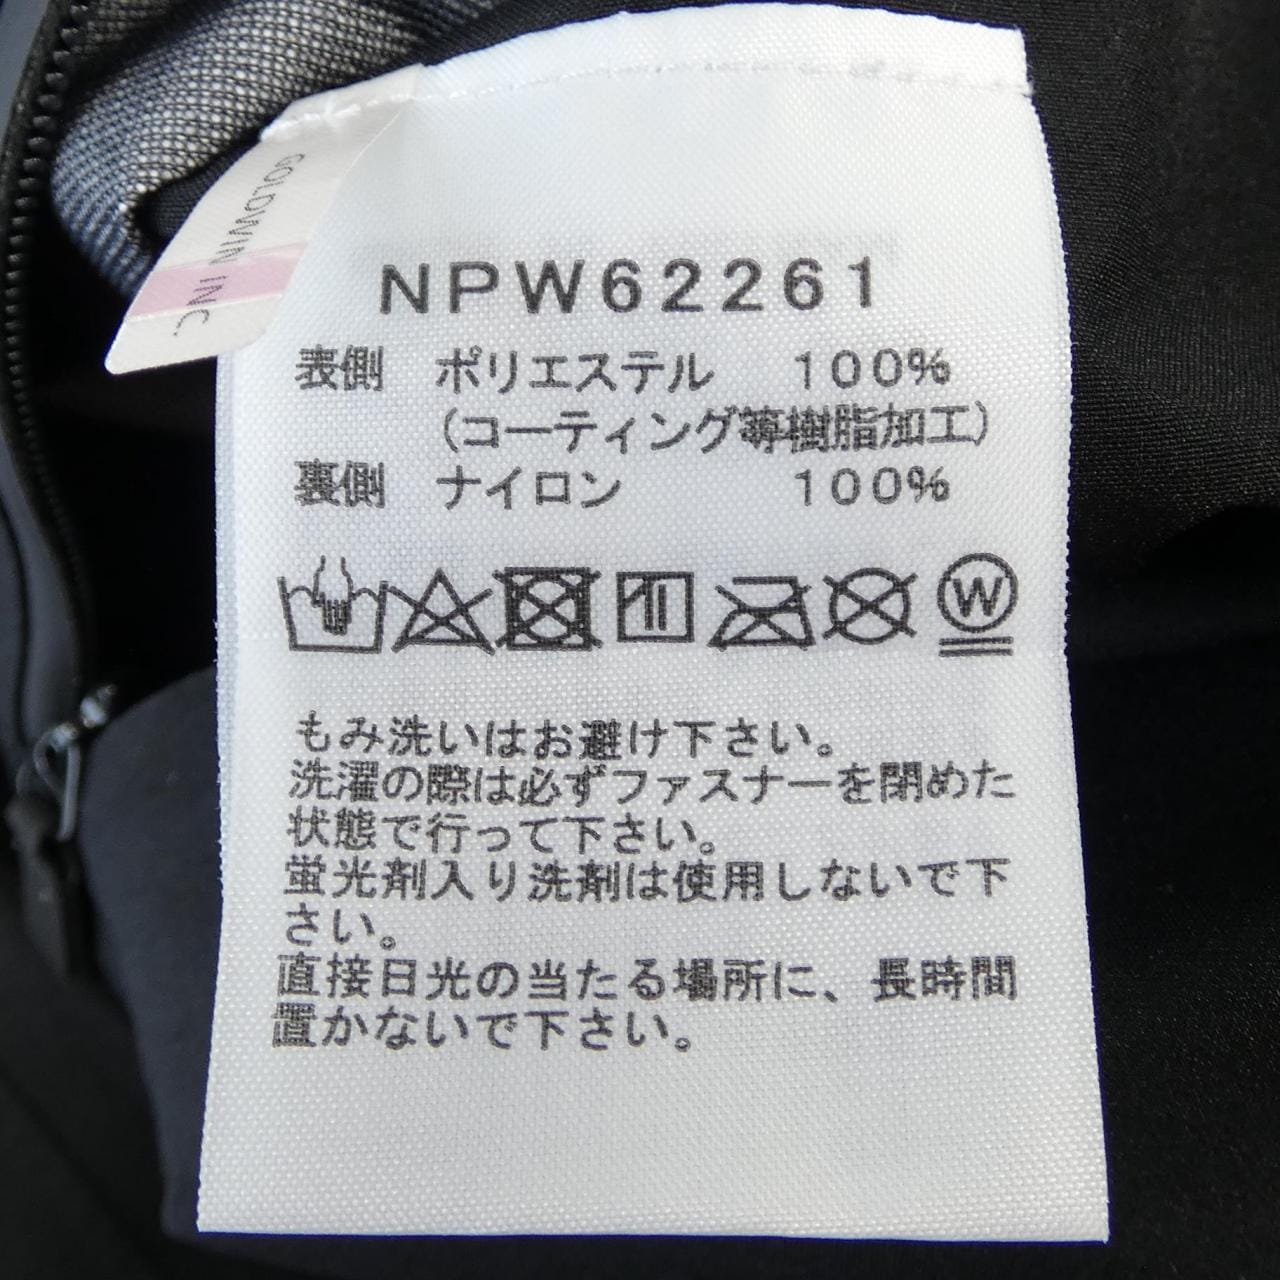 GOLDWIN INC.
NPW62261
表側 ポリエステル 100%
(コーティング等樹脂加工)
裏側 ナイロン 100%
W
もみ洗いはお避け下さい。
洗濯の際は必ずファスナーを閉めた
状態で行って下さい。
蛍光剤入り洗剤は使用しないで下
さい。
直接日光の当たる場所に、長時間
置かないで下さい。